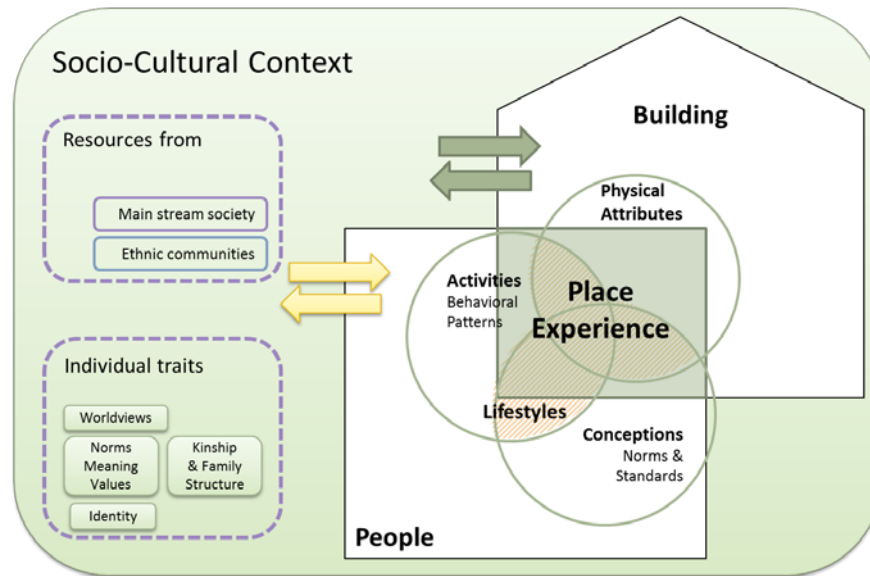 Socio-Cultural Context
Resources from
Main stream society
Ethnic communities
Individual traits
Worldviews
Norms
Meaning
Values
Kinship
& Family
Structure
Identity
Building
Physical
Attributes
Activities
Behavioral
Patterns
Place
Experience
Lifestyles
Conceptions
Norms &
Standards
People